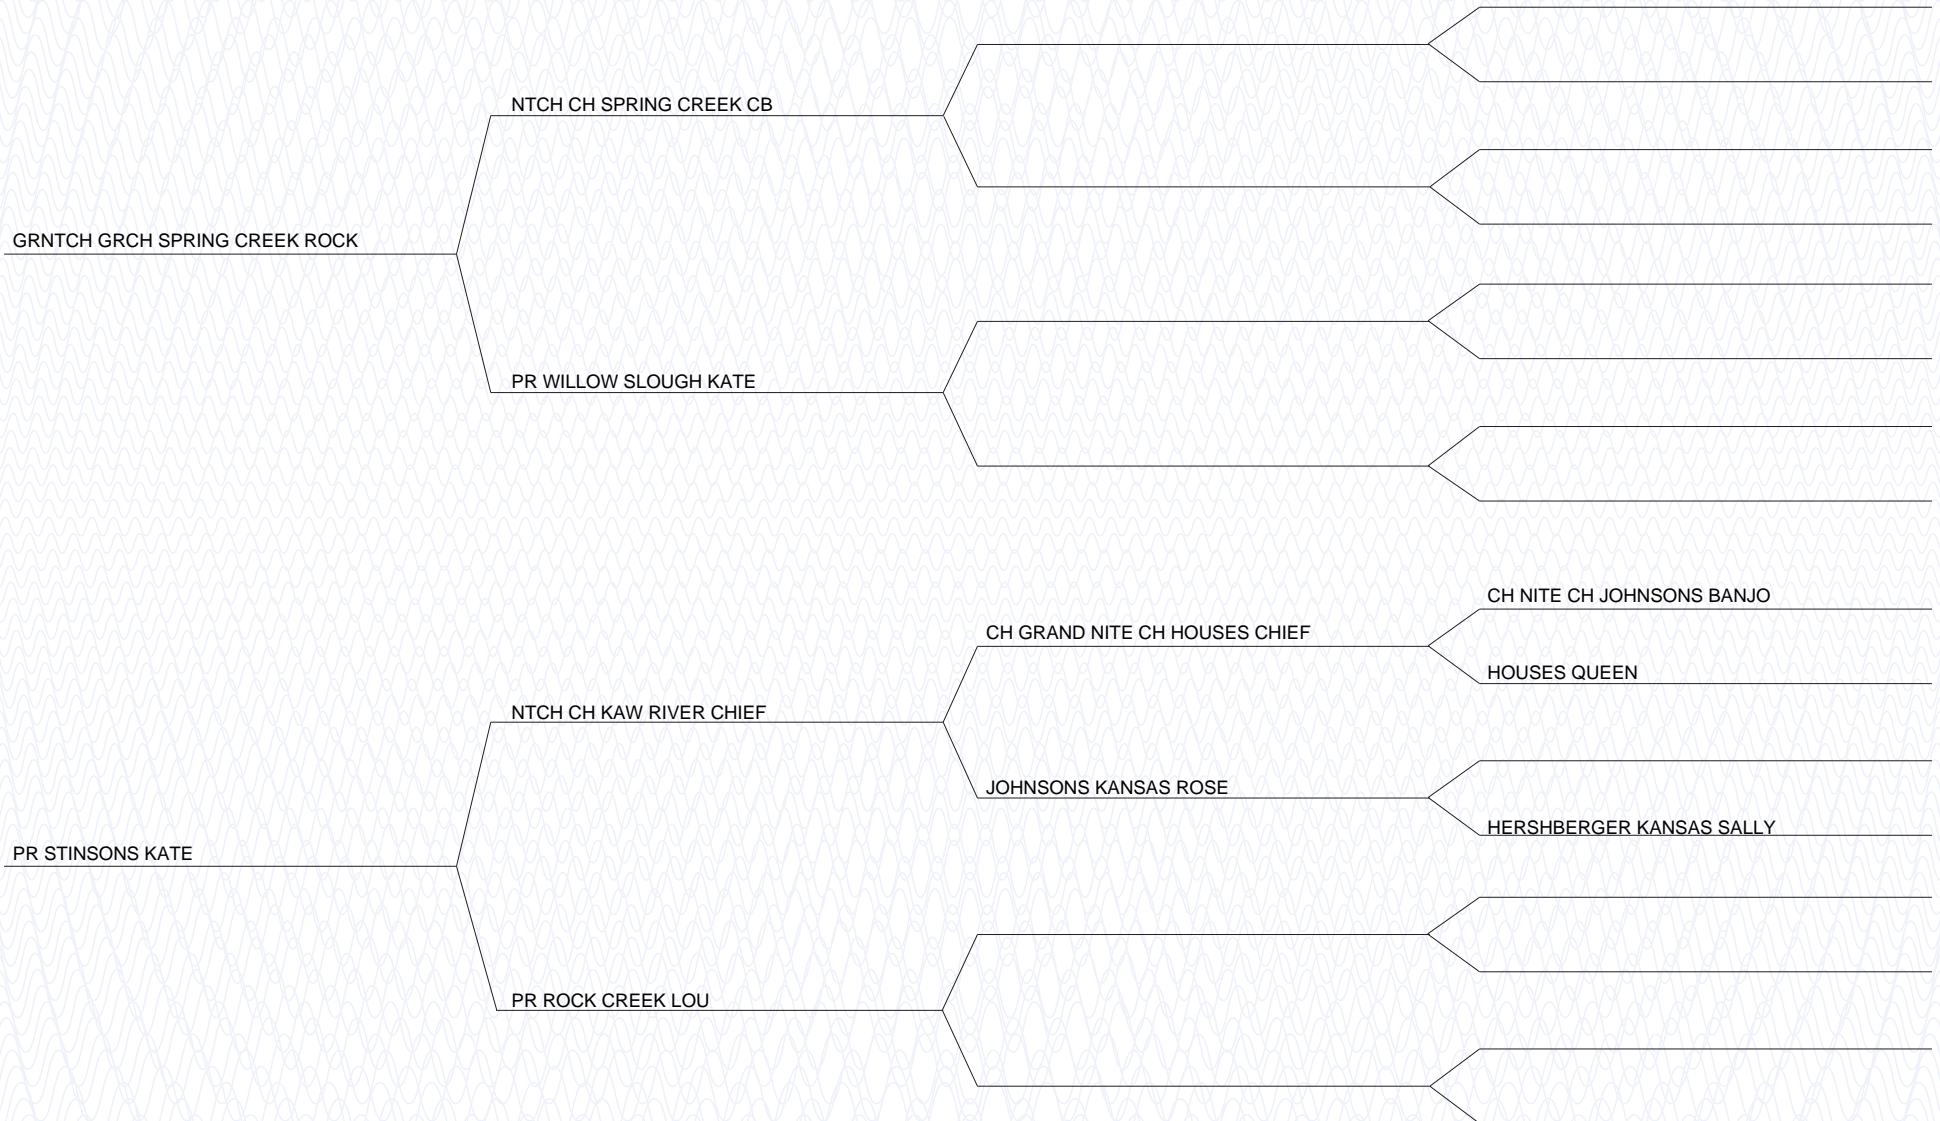 NTCH CH SPRING CREEK CB
GRNTCH GRCH SPRING CREEK ROCK
PR WILLOW SLOUGH KATE
CH NITE CH JOHNSONS BANJO
CH GRAND NITE CH HOUSES CHIEF
HOUSES QUEEN
NTCH CH KAW RIVER CHIEF
JOHNSONS KANSAS ROSE
HERSHBERGER KANSAS SALLY
PR STINSONS KATE
PR ROCK CREEK LOU